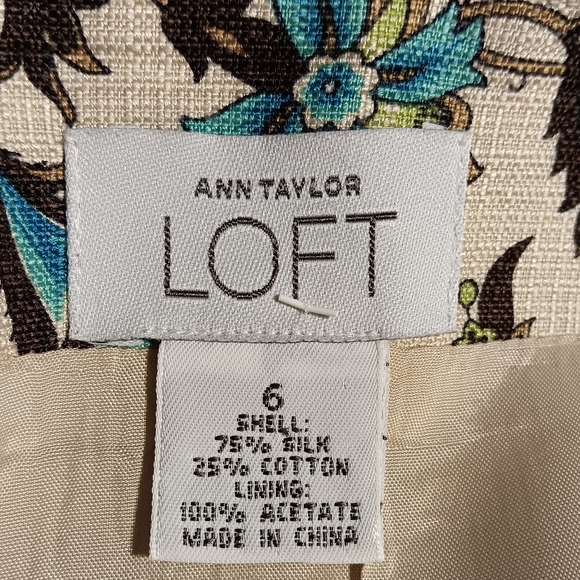 ANN TAYLOR
LOFT
6
SHELL:
75% SILK
25% COTTON
LINING:
100% ACETATE
MADE IN CHINA